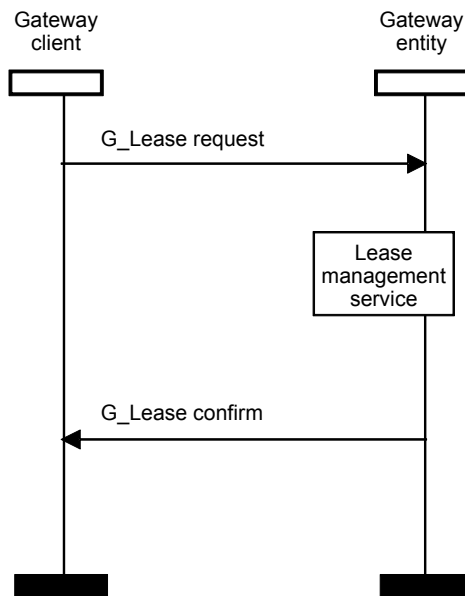 Gateway
client
Gateway
entity
G_Lease request
Lease
management
service
G_Lease confirm